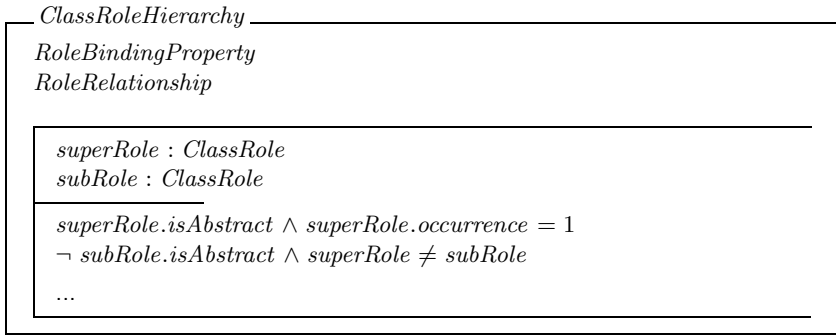 ClassRoleHierarchy
RoleBindingProperty
RoleRelationship
superRole : ClassRole
subRole : ClassRole
superRole.isAbstract ∧ superRole.occurrence = 1
¬ subRole.isAbstract ∧ superRole ≠ subRole
...